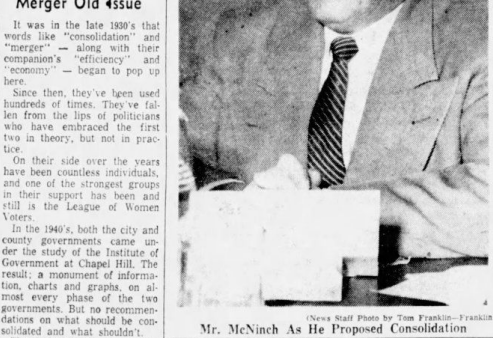 Merger Old Issue
It was in the late 1930's that
words like "consolidation" and
"merger" — along with their
companion's "efficiency" and
"economy" — began to pop up
here.
Since then, they've been used
hundreds of times. They've fal-
len from the lips of politicians
who have embraced the first
two in theory, but not in prac-
tice.
On their side over the years
have been countless individuals,
and one of the strongest groups
in their support has been and
still is the League of Women
Voters.
In the 1940's, both the city and
county governments came un-
der the study of the Institute of
Government at Chapel Hill. The
result; a monument of informa-
tion, charts and graphs, on al-
most every phase of the two
governments. But no recommen-
dations on what should be con-
solidated and what shouldn't.
(News Staff Photo by Tom Franklin—Franklin
Mr. McNinch As He Proposed Consolidation